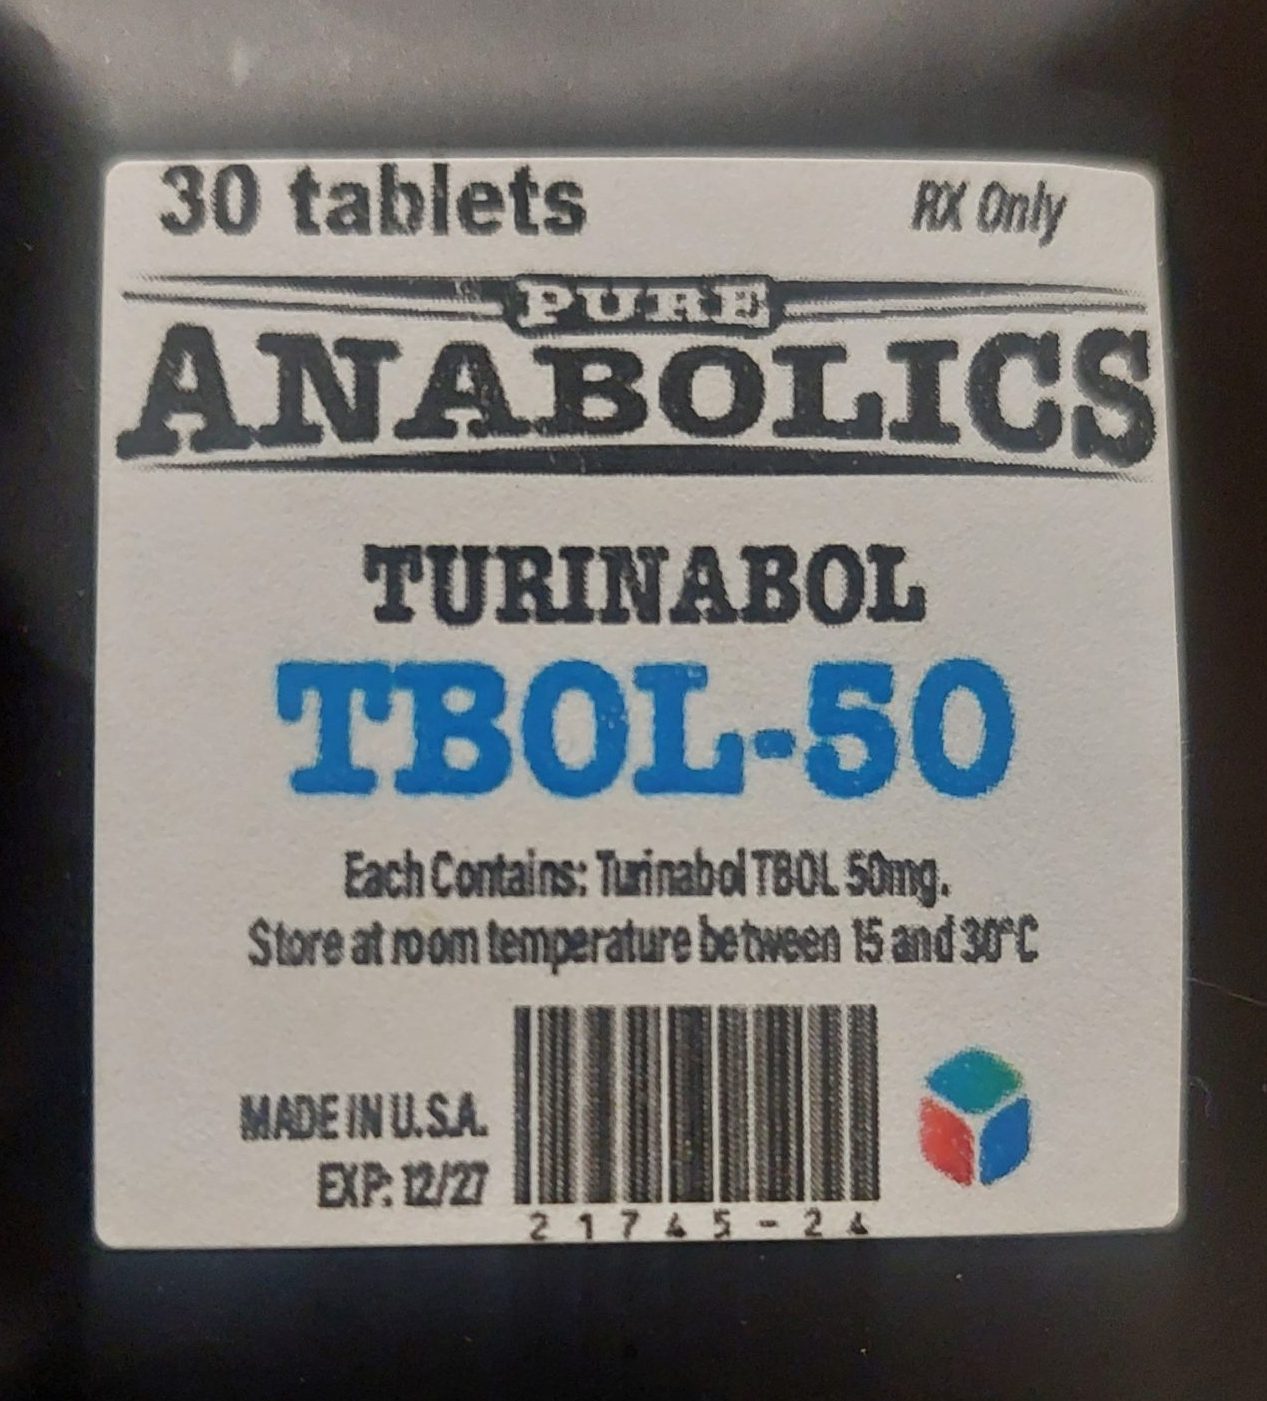 30 tablets RX Only
PURE
ANABOLICS
TURINABOL
TBOL-50
Each Contains: Turinabol TBOL 50mg.
Store at room temperature between 15 and 30°C
MADE IN U.S.A.
EXP: 12/27
21745-24